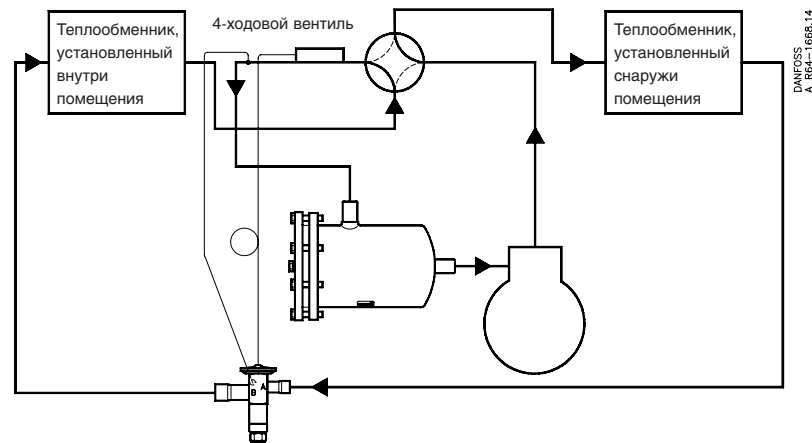 Теплообменник,
установленный
внутри
помещения
4-ходовой вентиль
Теплообменник,
установленный
снаружи
помещения
DANFOSS
A R64-1668.14
B A